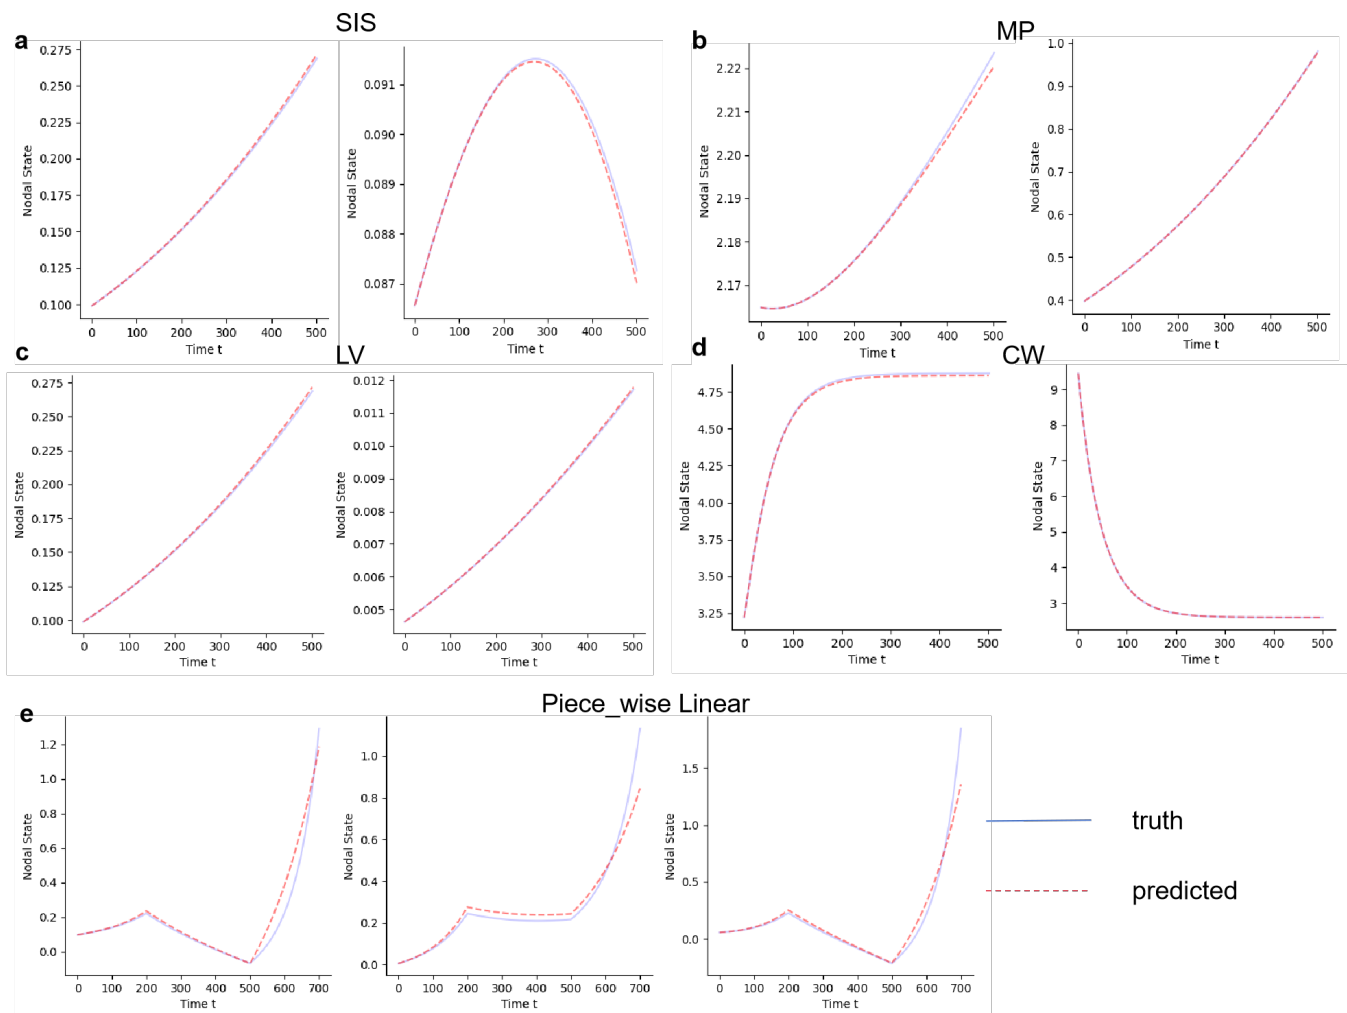 SIS
MP
a
0.275
0.250
0.225
0.200
0.175
0.150
0.125
0.100
Nodal State
0 100 200 300 400 500
Time t
0.091
0.090
0.089
0.088
0.087
Nodal State
0 100 200 300 400 500
Time t
b
2.22
2.21
2.20
2.19
2.18
2.17
Nodal State
0 100 200 300 400 500
Time t
1.0
0.9
0.8
0.7
0.6
0.5
0.4
Nodal State
0 100 200 300 400 500
Time t
c
LV
0.275
0.250
0.225
0.200
0.175
0.150
0.125
0.100
Nodal State
0 100 200 300 400 500
Time t
0.012
0.011
0.010
0.009
0.008
0.007
0.006
0.005
Nodal State
0 100 200 300 400 500
Time t
d
CW
4.75
4.50
4.25
4.00
3.75
3.50
3.25
Nodal State
0 100 200 300 400 500
Time t
9
8
7
6
5
4
3
Nodal State
0 100 200 300 400 500
Time t
Piece_wise Linear
e
1.2
1.0
0.8
0.6
0.4
0.2
0.0
Nodal State
0 100 200 300 400 500 600 700
Time t
1.0
0.8
0.6
0.4
0.2
0.0
Nodal State
0 100 200 300 400 500 600 700
Time t
1.5
1.0
0.5
0.0
Nodal State
0 100 200 300 400 500 600 700
Time t
truth
predicted